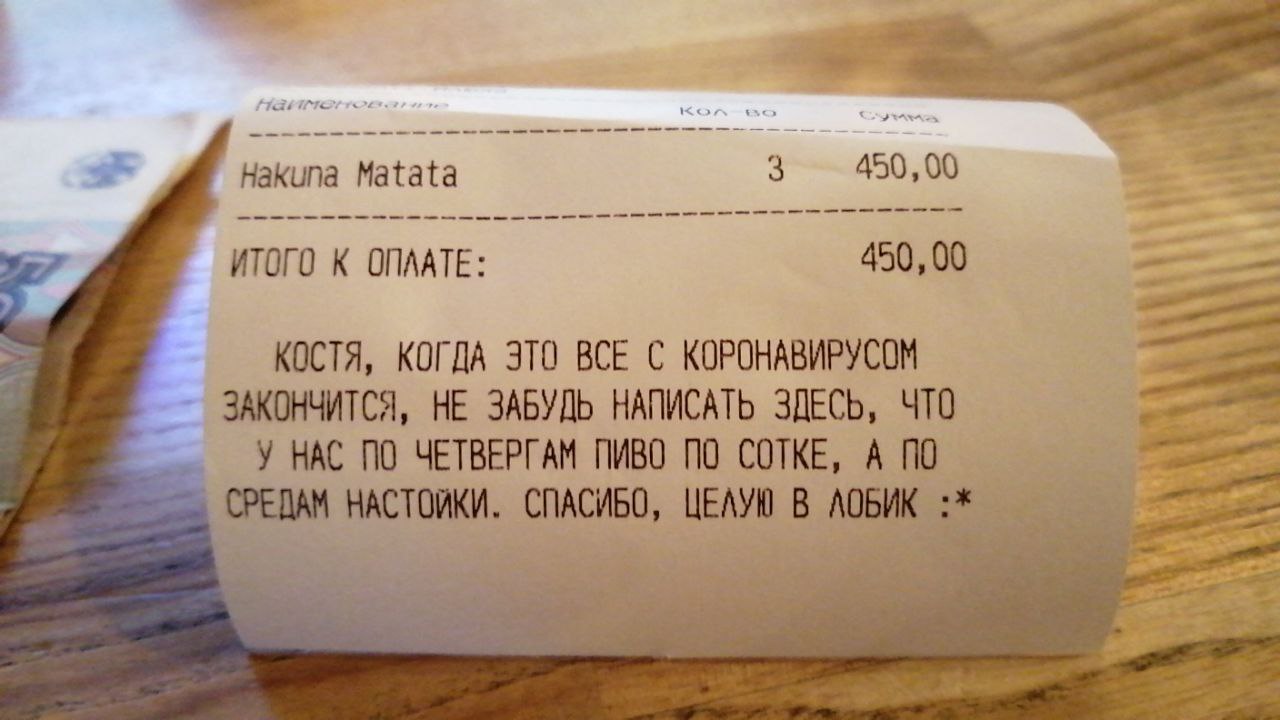 Наименование Кол-во Сумма
Hakuna Matata 3 450,00
ИТОГО К ОПЛАТЕ: 450,00
КОСТЯ, КОГДА ЭТО ВСЕ С КОРОНАВИРУСОМ
ЗАКОНЧИТСЯ, НЕ ЗАБУДЬ НАПИСАТЬ ЗДЕСЬ, ЧТО
У НАС ПО ЧЕТВЕРГАМ ПИВО ПО СОТКЕ, А ПО
СРЕДАМ НАСТОЙКИ. СПАСИБО, ЦЕЛУЮ В ЛОБИК :*